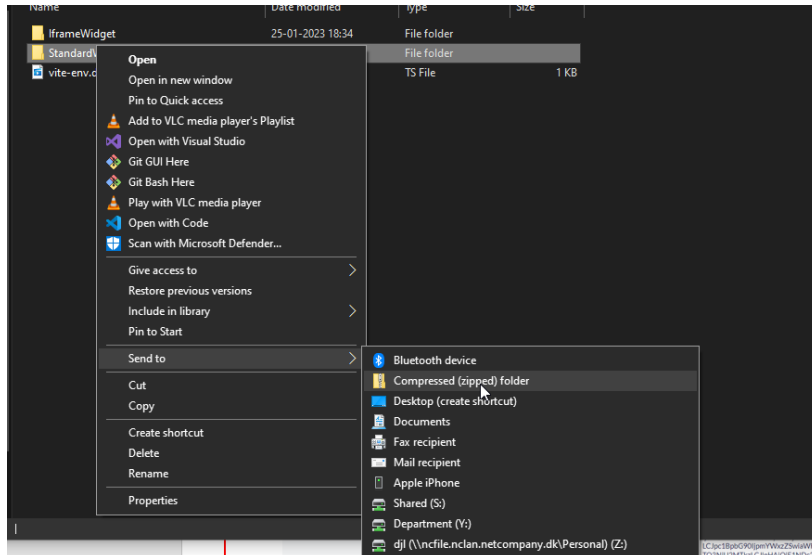 Name Date modified Type Size
IframeWidget 25-01-2023 18:34 File folder
File folder
TS File 1 KB
Open
Open in new window
Pin to Quick access
Add to VLC media player's Playlist
Open with Visual Studio
Git GUI Here
Git Bash Here
Play with VLC media player
Open with Code
Scan with Microsoft Defender...
Give access to
Restore previous versions
Include in library
Pin to Start
Send to
Cut
Copy
Create shortcut
Delete
Rename
Properties
Bluetooth device
Compressed (zipped) folder
Desktop (create shortcut)
Documents
Fax recipient
Mail recipient
Apple iPhone
Shared (S:)
Department (Y:)
djl (\\ncfile.nclan.netcompany.dk\Personal) (Z:)